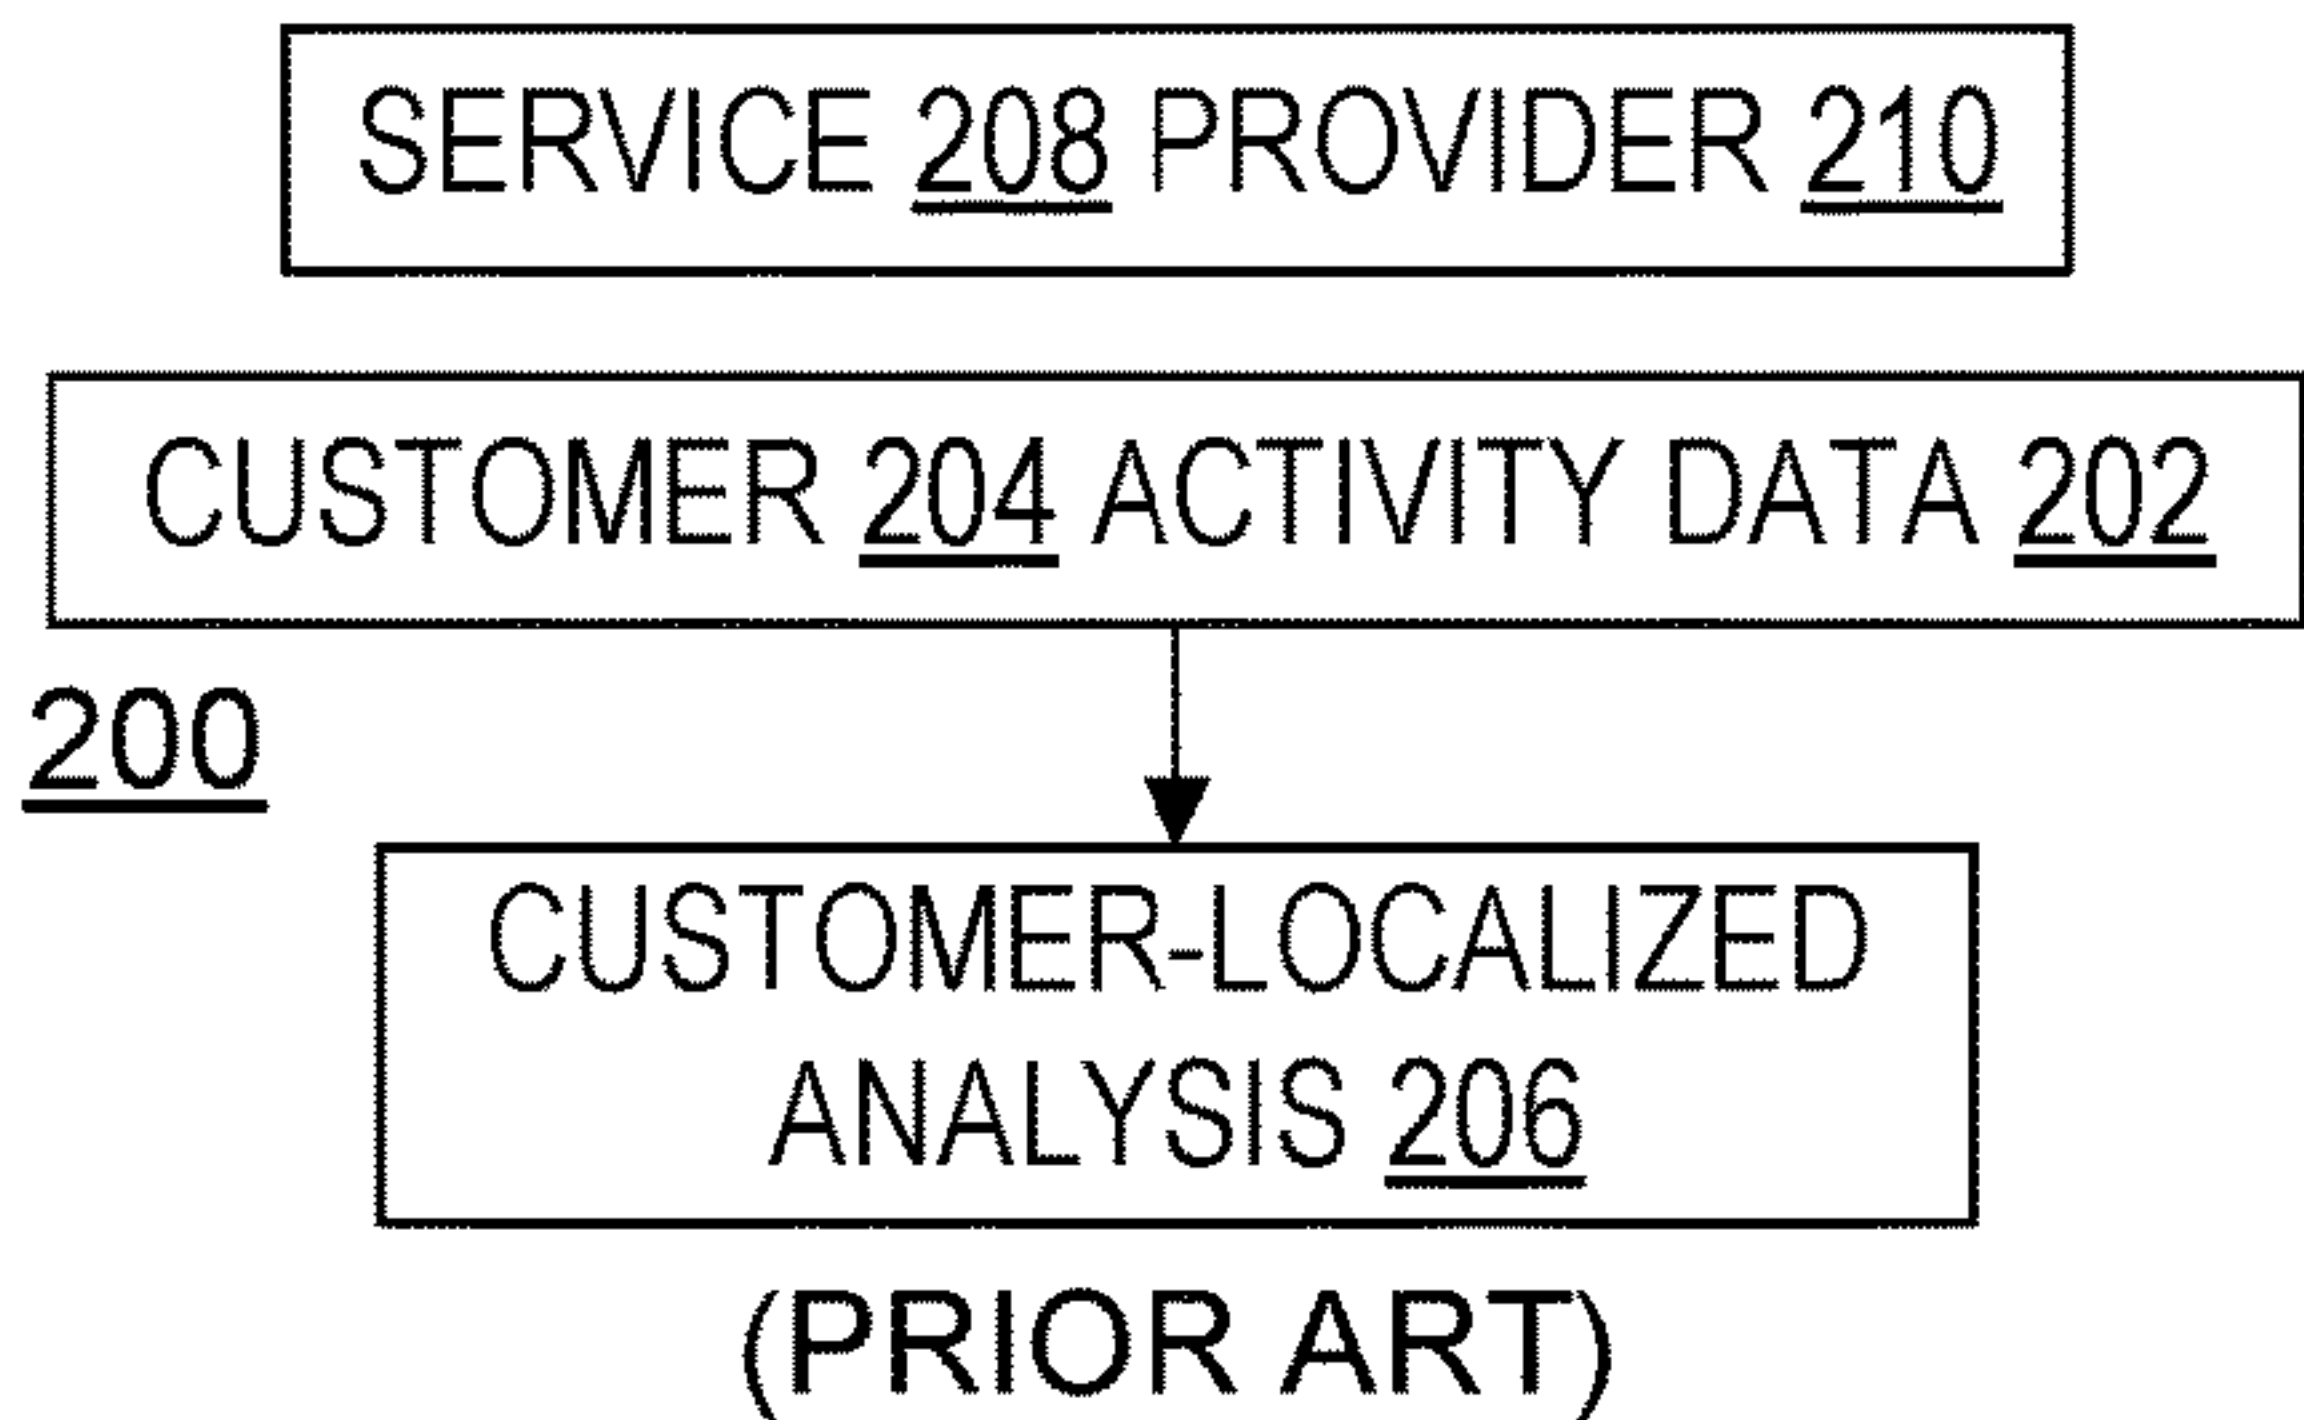 SERVICE 208 PROVIDER 210
CUSTOMER 204 ACTIVITY DATA 202
200
CUSTOMER-LOCALIZED
ANALYSIS 206
(PRIOR ART)